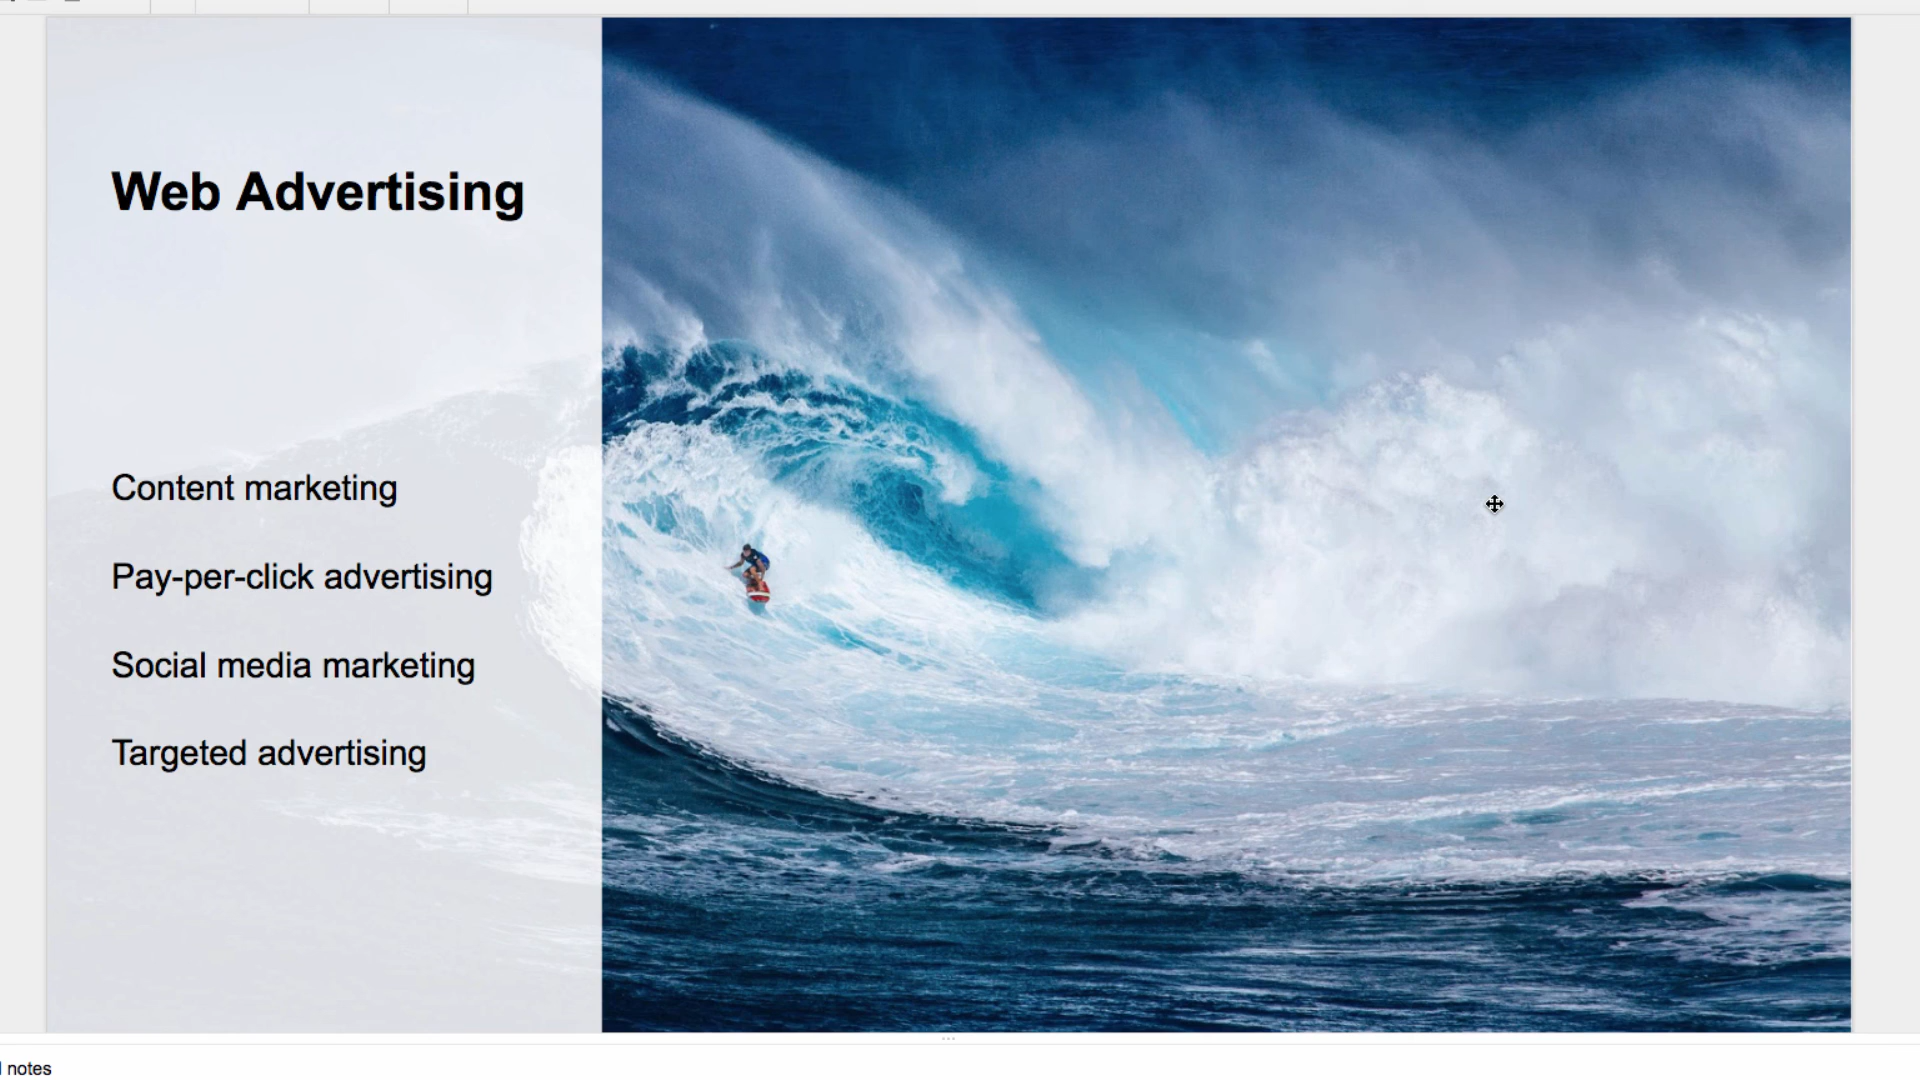 Web Advertising
Content marketing
Pay-per-click advertising
Social media marketing
Targeted advertising
notes